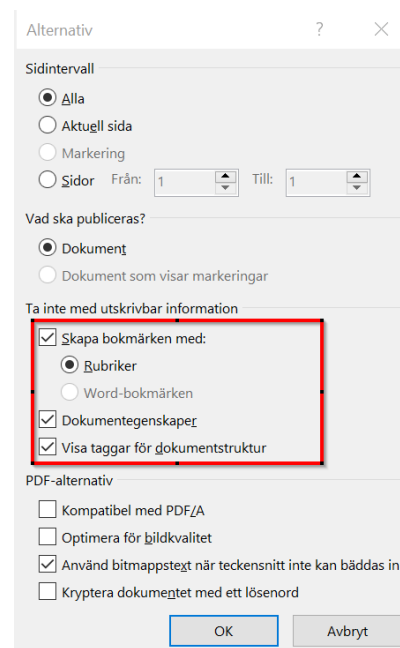 Alternativ ?
Sidintervall
Alla
Aktuell sida
Markering
Sidor Från: 1 Till: 1
Vad ska publiceras?
Dokument
Dokument som visar markeringar
Ta inte med utskrivbar information
Skapa bokmärken med:
Rubriker
Word-bokmärken
Dokumentegenskaper
Visa taggar för dokumentstruktur
PDF-alternativ
Kompatibel med PDF/A
Optimera för bildkvalitet
Använd bitmappstext när teckensnitt inte kan bäddas in
Kryptera dokumentet med ett lösenord
OK Avbryt